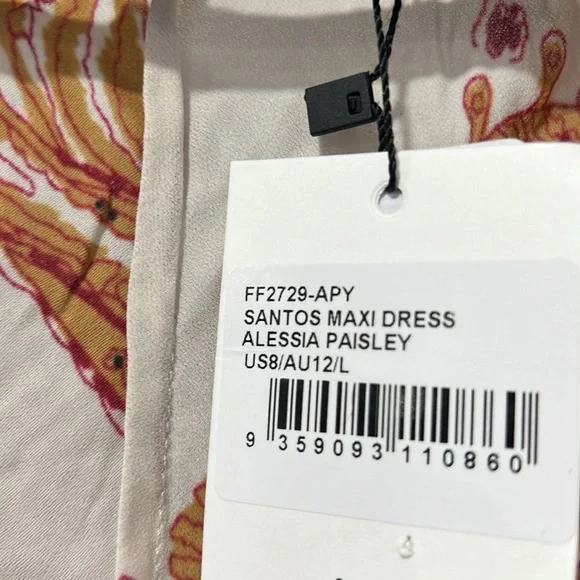 FF2729-APY
SANTOS MAXI DRESS
ALESSIA PAISLEY
US8/AU12/L
9 359093 110860